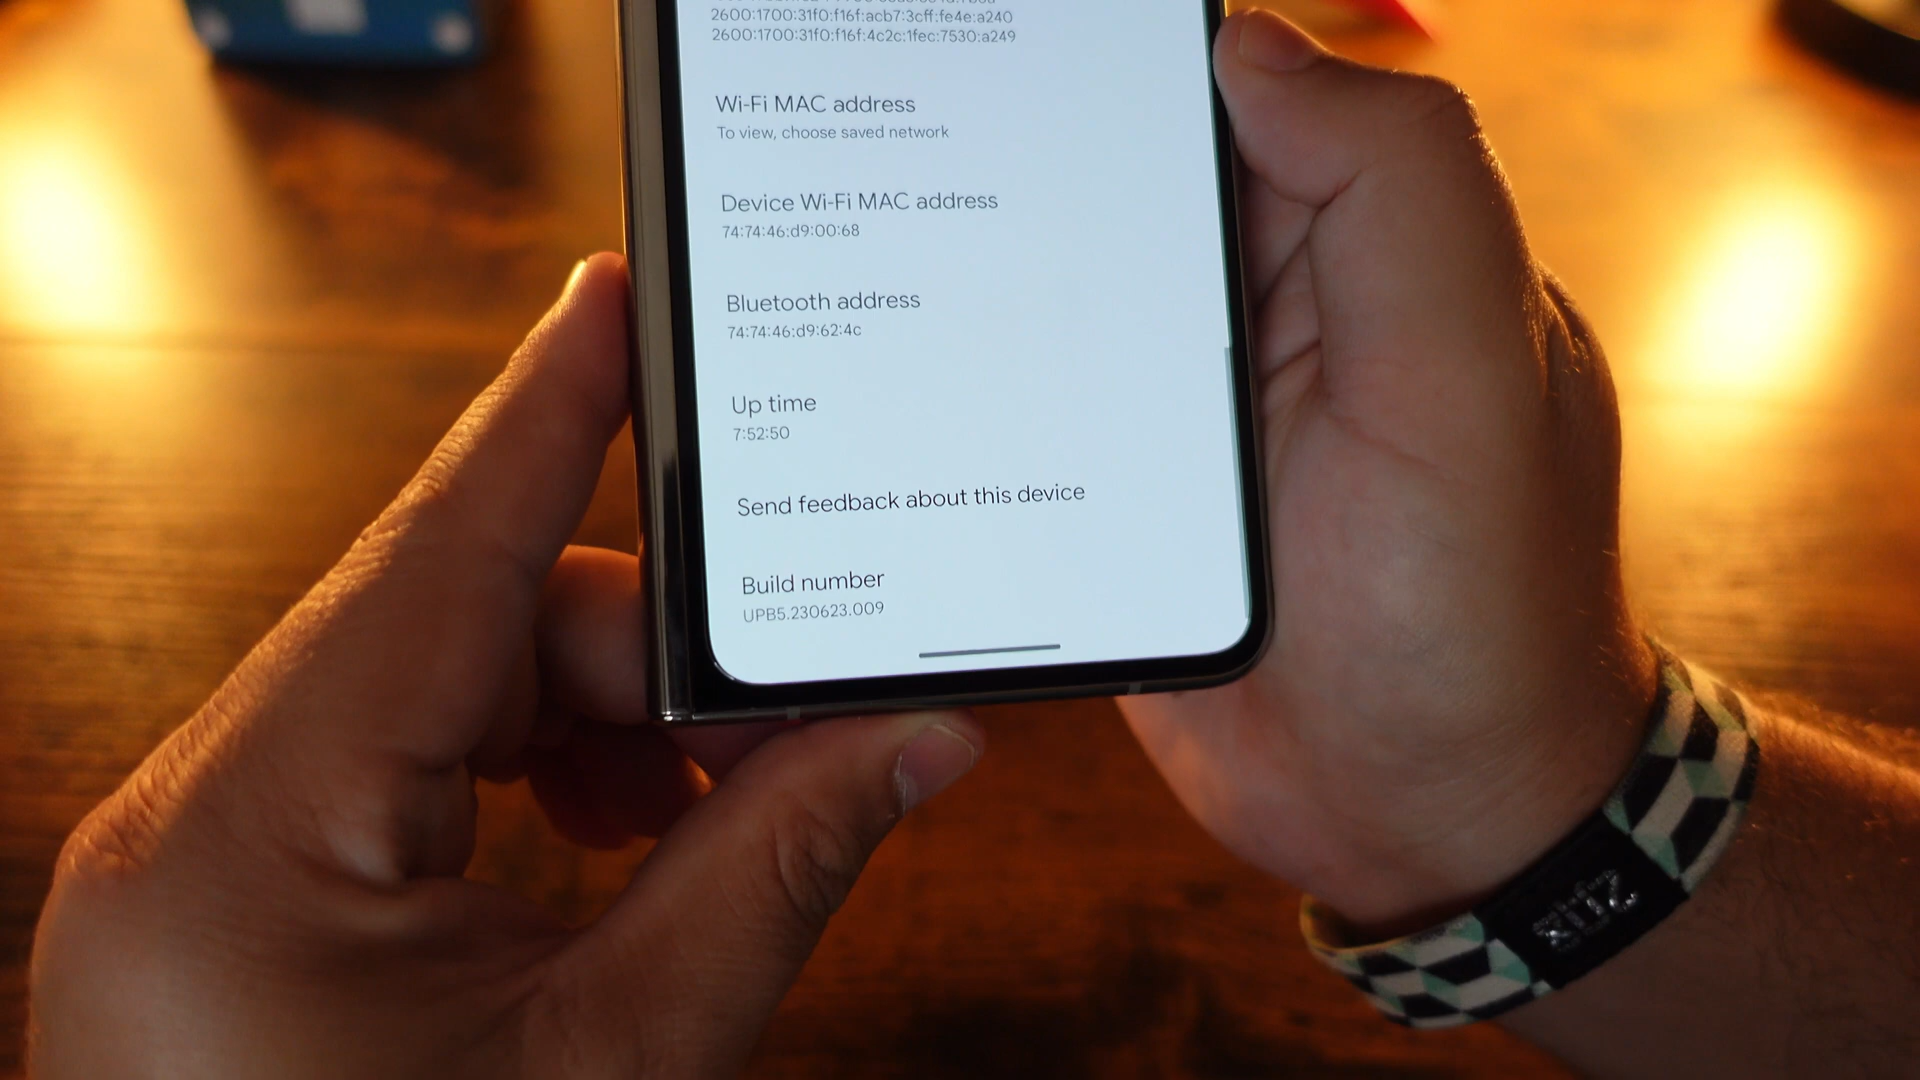 2600:1700:31f0:f16f:acb7:3cff:fe4e:a240
2600:1700:31f0:f16f:4c2c:1fec:7530:a249
Wi-Fi MAC address
To view, choose saved network
Device Wi-Fi MAC address
74:74:46:d9:00:68
Bluetooth address
74:74:46:d9:62:4c
Up time
7:52:50
Send feedback about this device
Build number
UPB5.230623.009